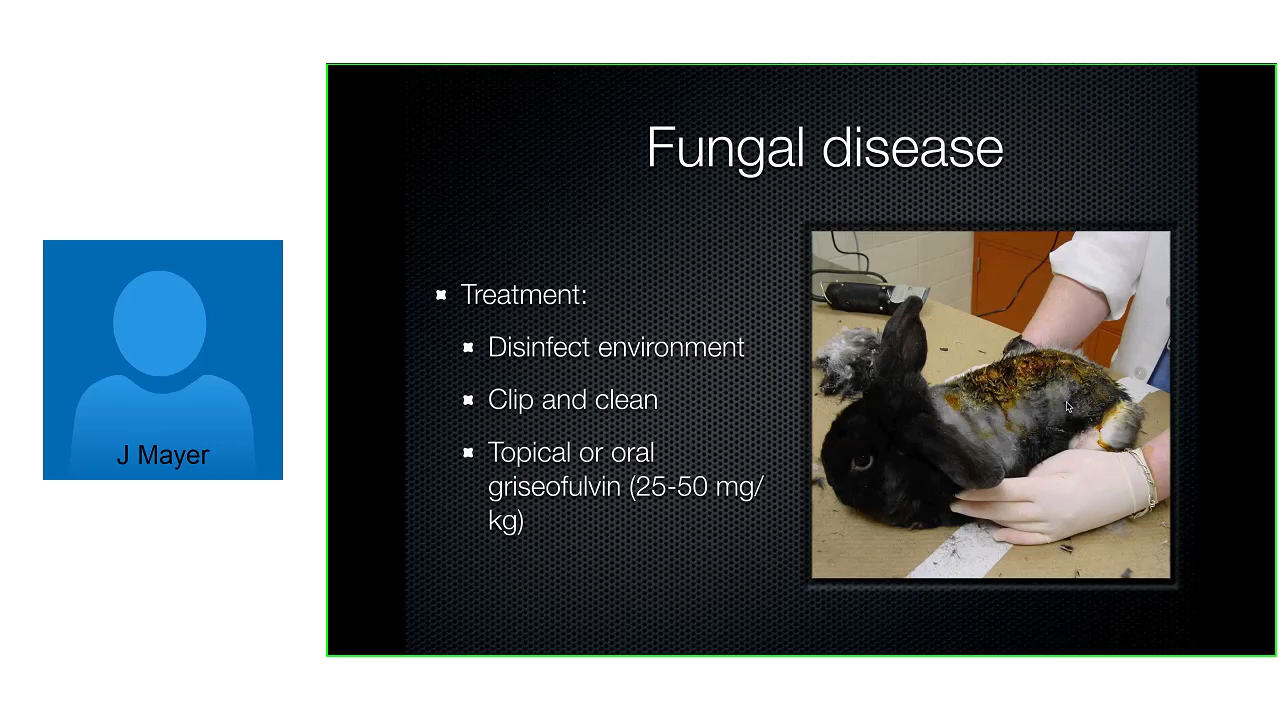 Fungal disease
Treatment:
Disinfect environment
Clip and clean
Topical or oral
griseofulvin (25-50 mg/
kg)
J Mayer